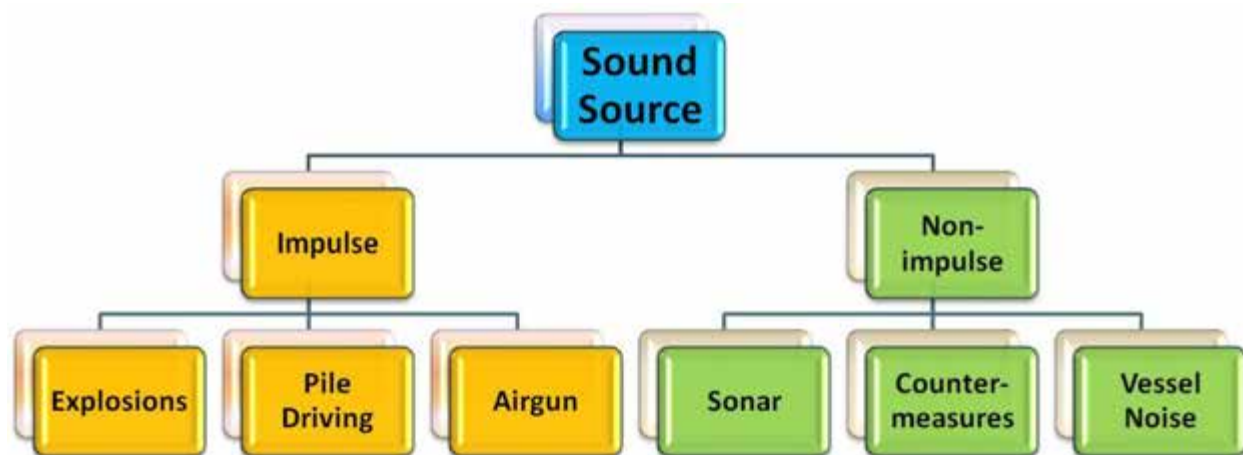 Sound
Source
Impulse
Non-
impulse
Explosions
Pile
Driving
Airgun
Sonar
Counter-
measures
Vessel
Noise